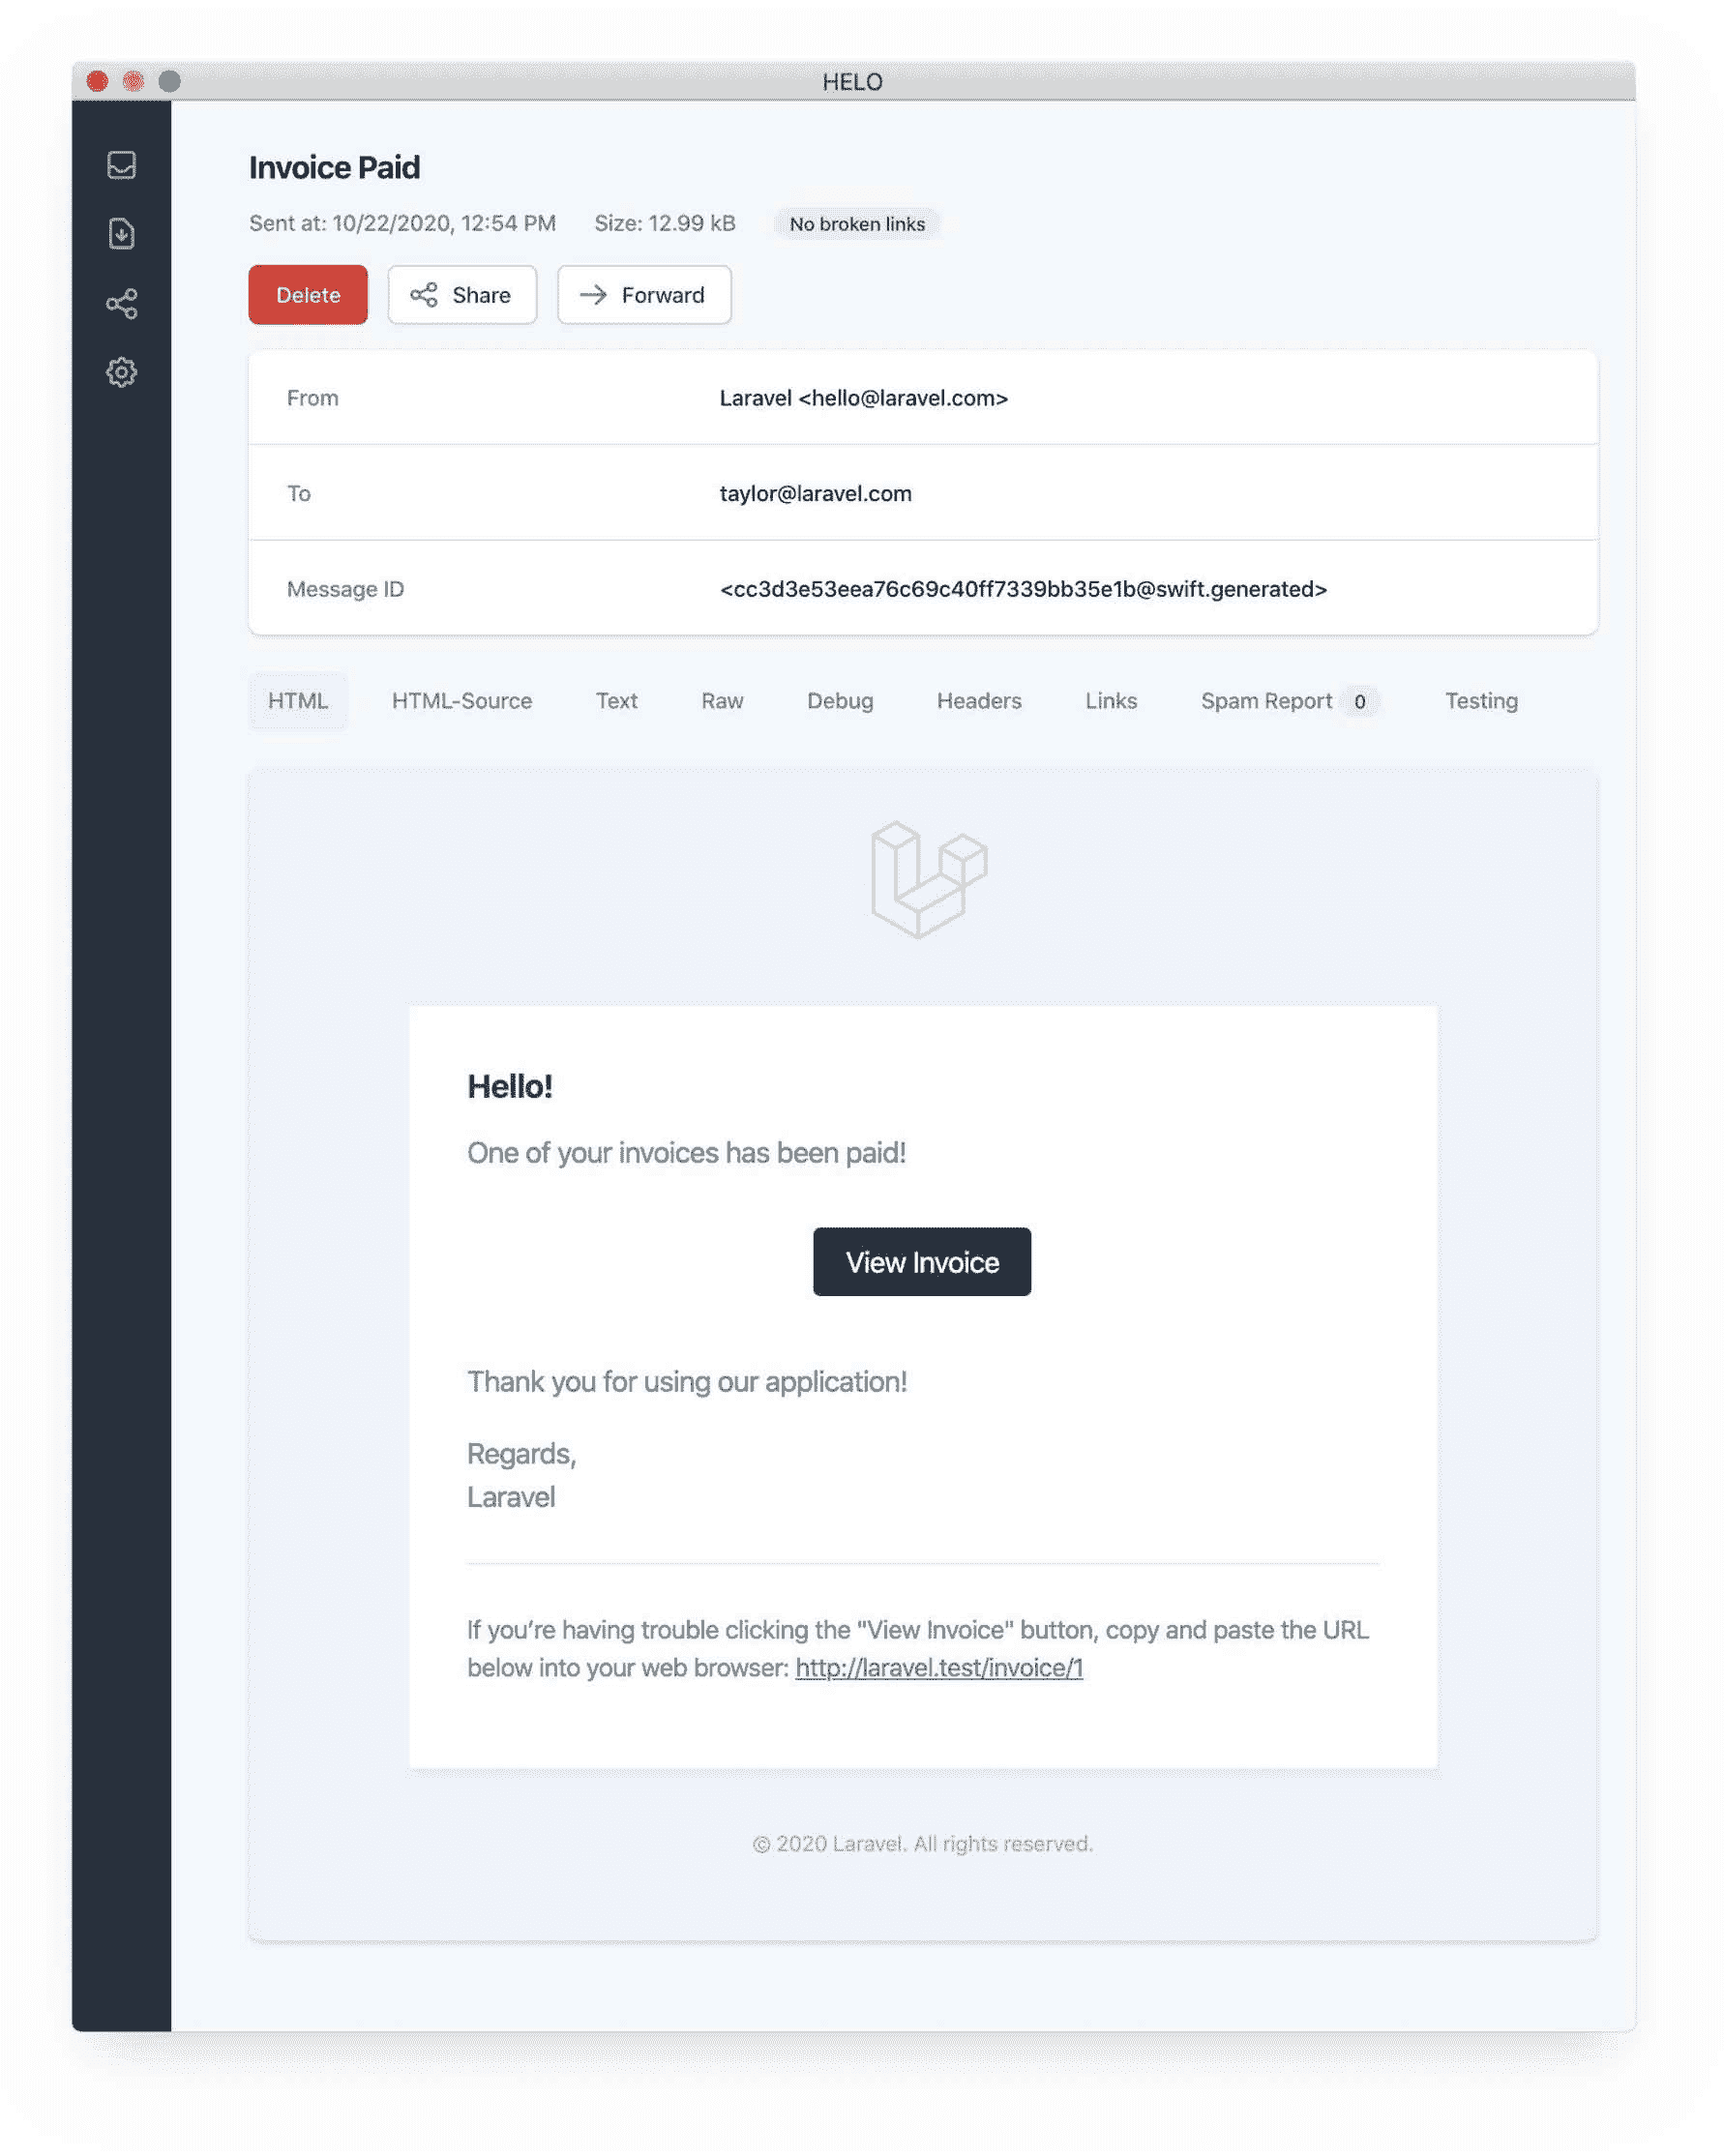 HELO
Invoice Paid
Sent at: 10/22/2020, 12:54 PM Size: 12.99 kB No broken links
Delete Share Forward
From Laravel <hello@laravel.com>
To taylor@laravel.com
Message ID <cc3d3e53eea76c69c40ff7339bb35e1b@swift.generated>
HTML HTML-Source Text Raw Debug Headers Links Spam Report 0 Testing
Hello!
One of your invoices has been paid!
View Invoice
Thank you for using our application!
Regards,
Laravel
If you’re having trouble clicking the "View Invoice" button, copy and paste the URL
below into your web browser: http://laravel.test/invoice/1
© 2020 Laravel. All rights reserved.